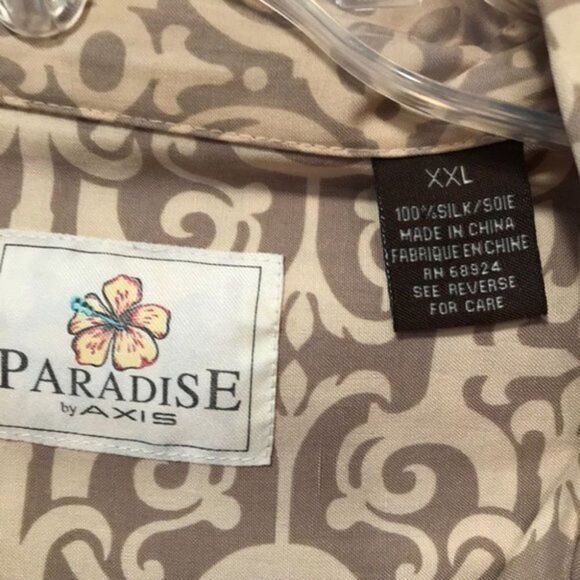 PARADISE
by AXIS
XXL
100%SILK/SOIE
MADE IN CHINA
FABRIQUE EN CHINE
RN 68924
SEE REVERSE
FOR CARE